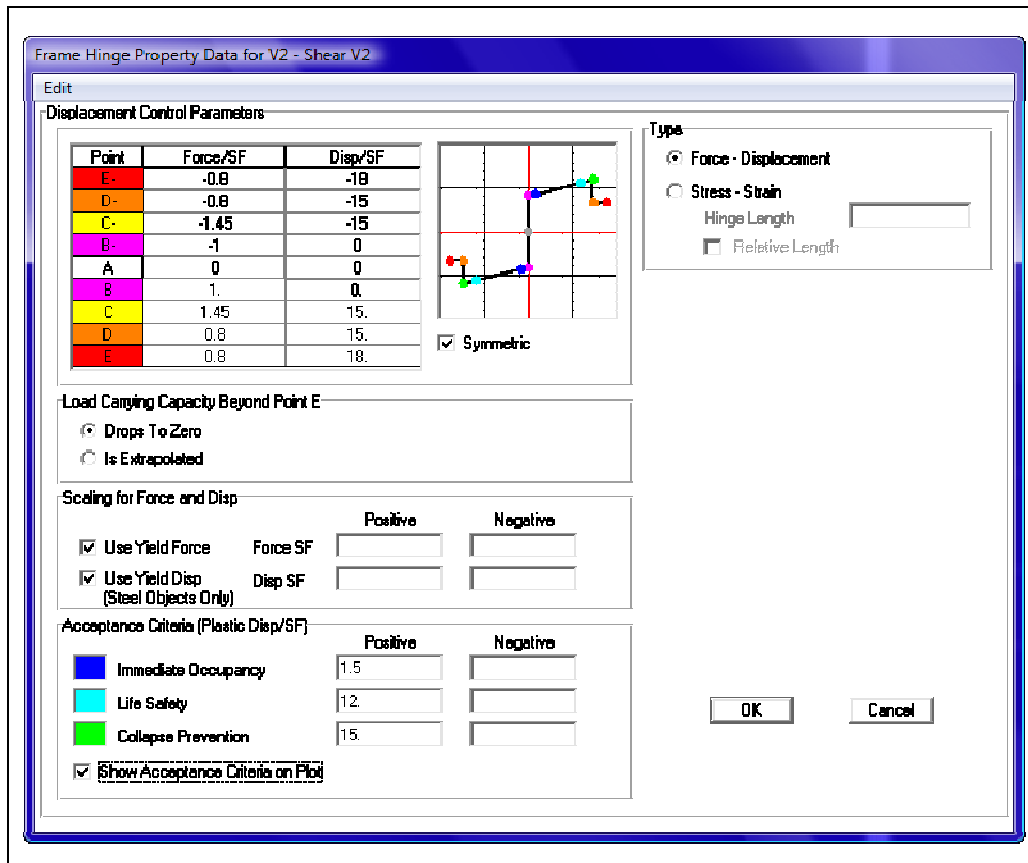 Frame Hinge Property Data for V2 - Shear V2
Edit
Displacement Control Parameters
Point Force/SF Disp/SF
E- -0.8 -18
D- -0.8 -15
C- -1.45 -15
B- -1 0
A 0 0
B 1. 0.
C 1.45 15.
D 0.8 15.
E 0.8 18.
Symmetric
Type
Force - Displacement
Stress - Strain
Hinge Length
Relative Length
Load Carrying Capacity Beyond Point E
Drops To Zero
Is Extrapolated
Scaling for Force and Disp
Positive Negative
Use Yield Force Force SF
Use Yield Disp Disp SF
(Steel Objects Only)
Acceptance Criteria (Plastic Disp/SF)
Positive Negative
Immediate Occupancy 1.5
Life Safety 12.
Collapse Prevention 15.
Show Acceptance Criteria on Plot
OK Cancel